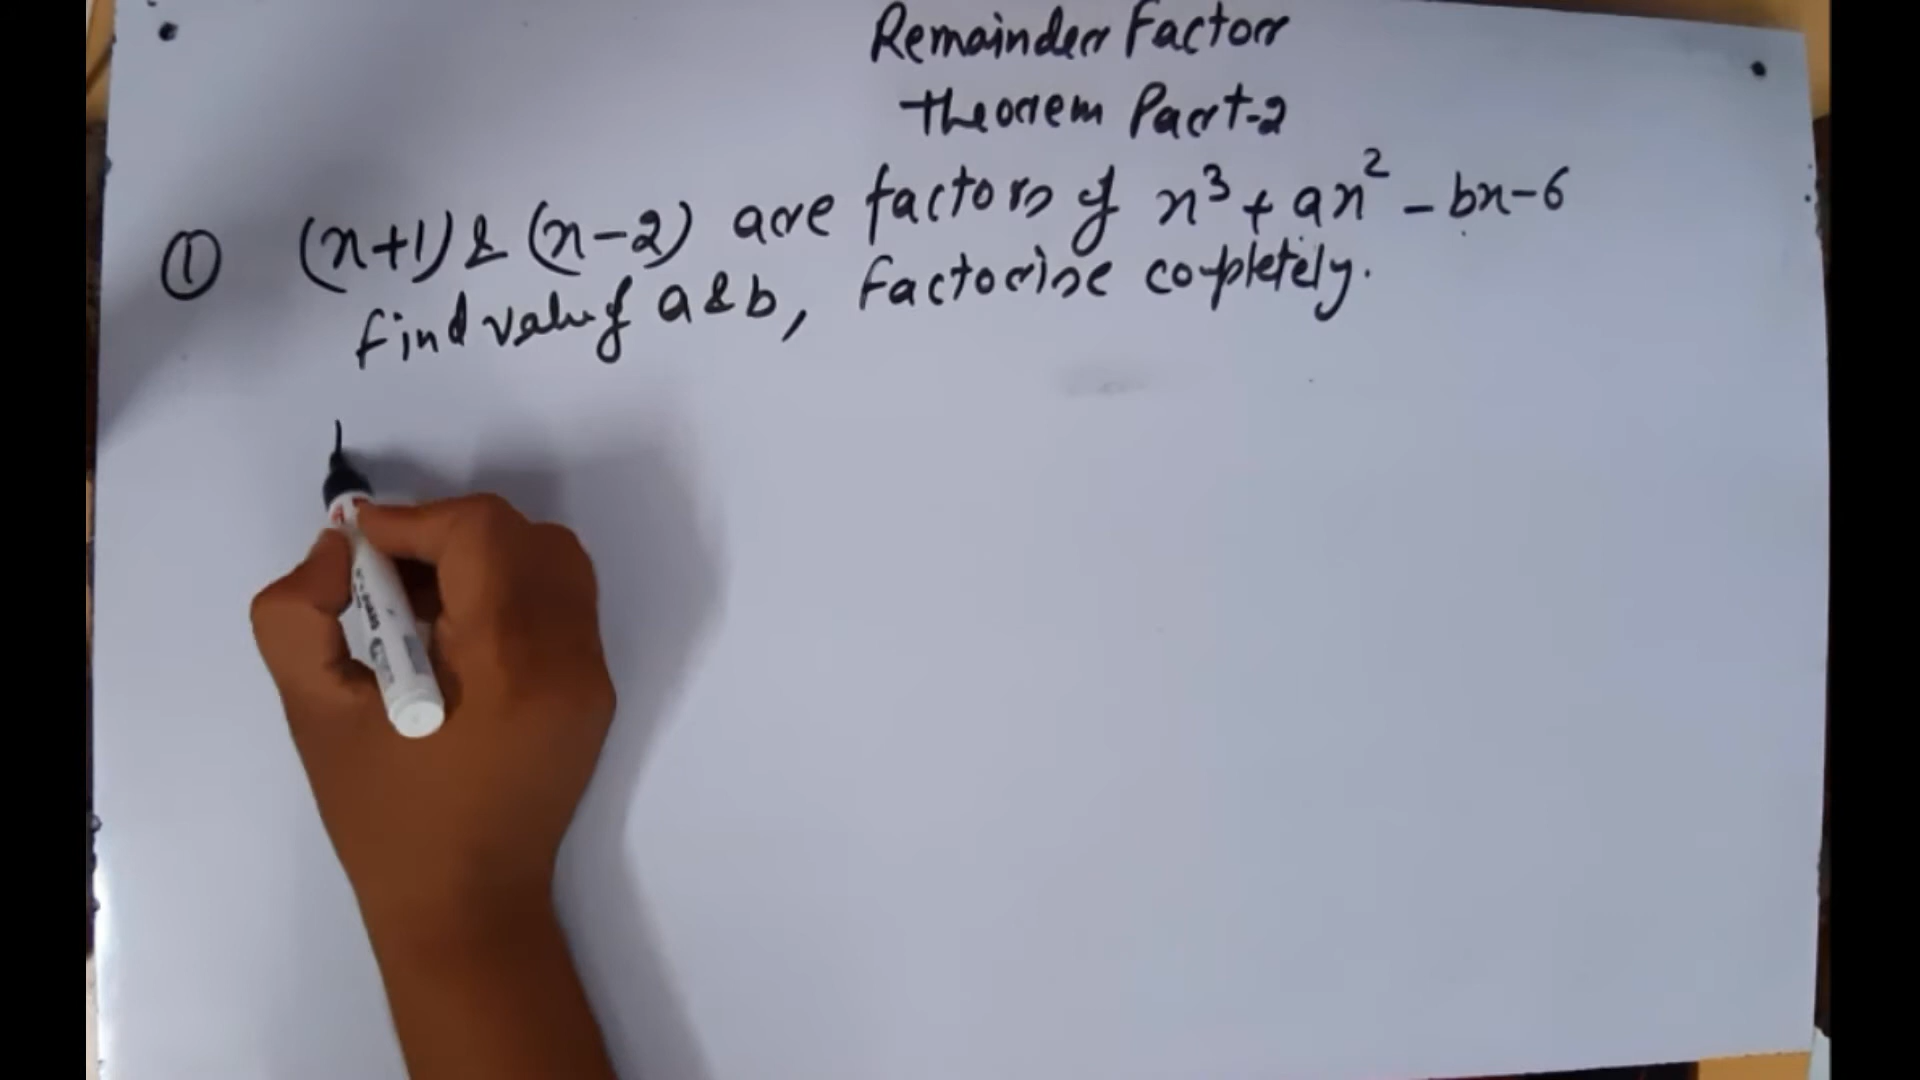 Remainder Factor
Theorem Part-2
① (x+1) & (x-2) are factors of x³ + ax² - bx - 6
Find value of a & b, Factorise completely.